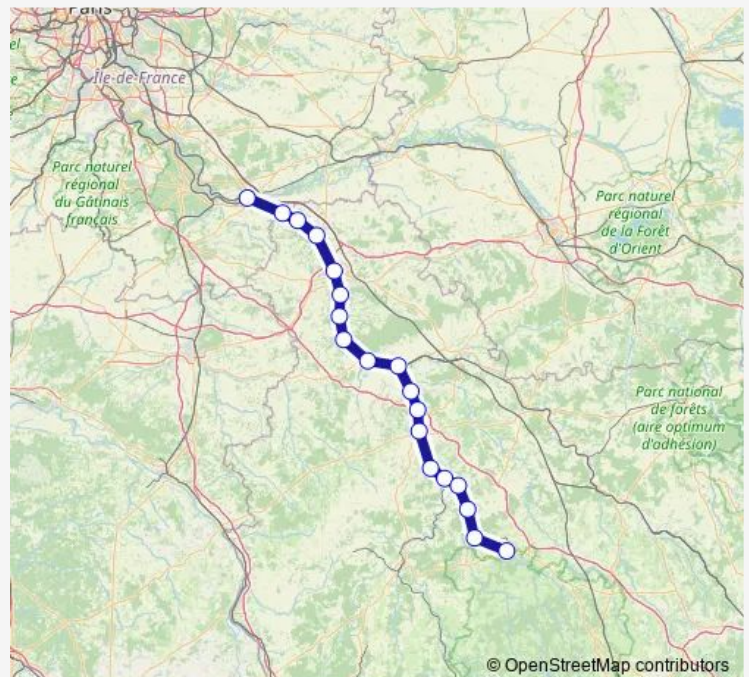 Paris
Île-de-France
Parc naturel
régional
du Gâtinais
français
Parc naturel
régional
de la Forêt
d'Orient
Parc national
de forêts
(aire optimum
d'adhésion)
© OpenStreetMap contributors